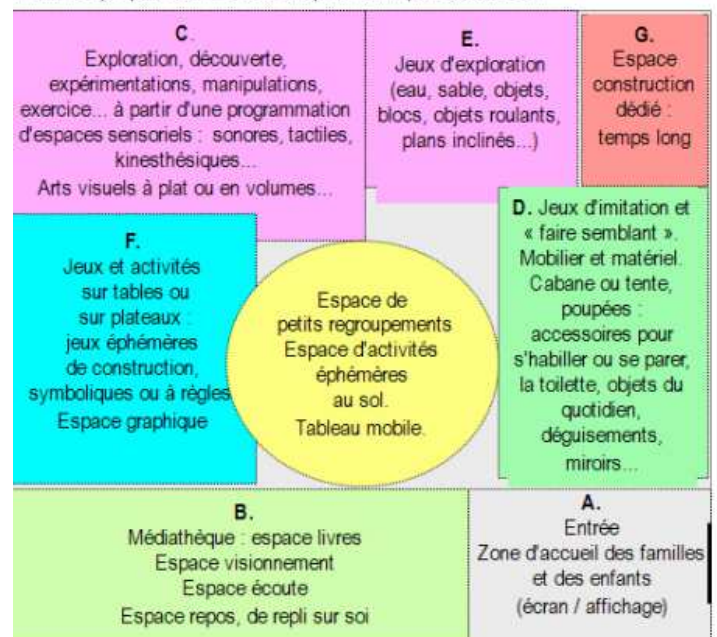 C.
Exploration, découverte,
expérimentations, manipulations,
exercice... à partir d'une programmation
d'espaces sensoriels : sonores, tactiles,
kinesthésiques...
Arts visuels à plat ou en volumes...
E.
Jeux d'exploration
(eau, sable, objets,
blocs, objets roulants,
plans inclinés...)
G.
Espace
construction
dédié :
temps long
F.
Jeux et activités
sur tables ou
sur plateaux :
jeux éphémères
de construction,
symboliques ou à règles
Espace graphique
Espace de
petits regroupements
Espace d'activités
éphémères
au sol.
Tableau mobile.
D. Jeux d'imitation et
« faire semblant ».
Mobilier et matériel.
Cabane ou tente,
poupées :
accessoires pour
s'habiller ou se parer,
la toilette, objets du
quotidien,
déguisements,
miroirs...
B.
Médiathèque : espace livres
Espace visionnement
Espace écoute
Espace repos, de repli sur soi
A.
Entrée
Zone d'accueil des familles
et des enfants
(écran / affichage)